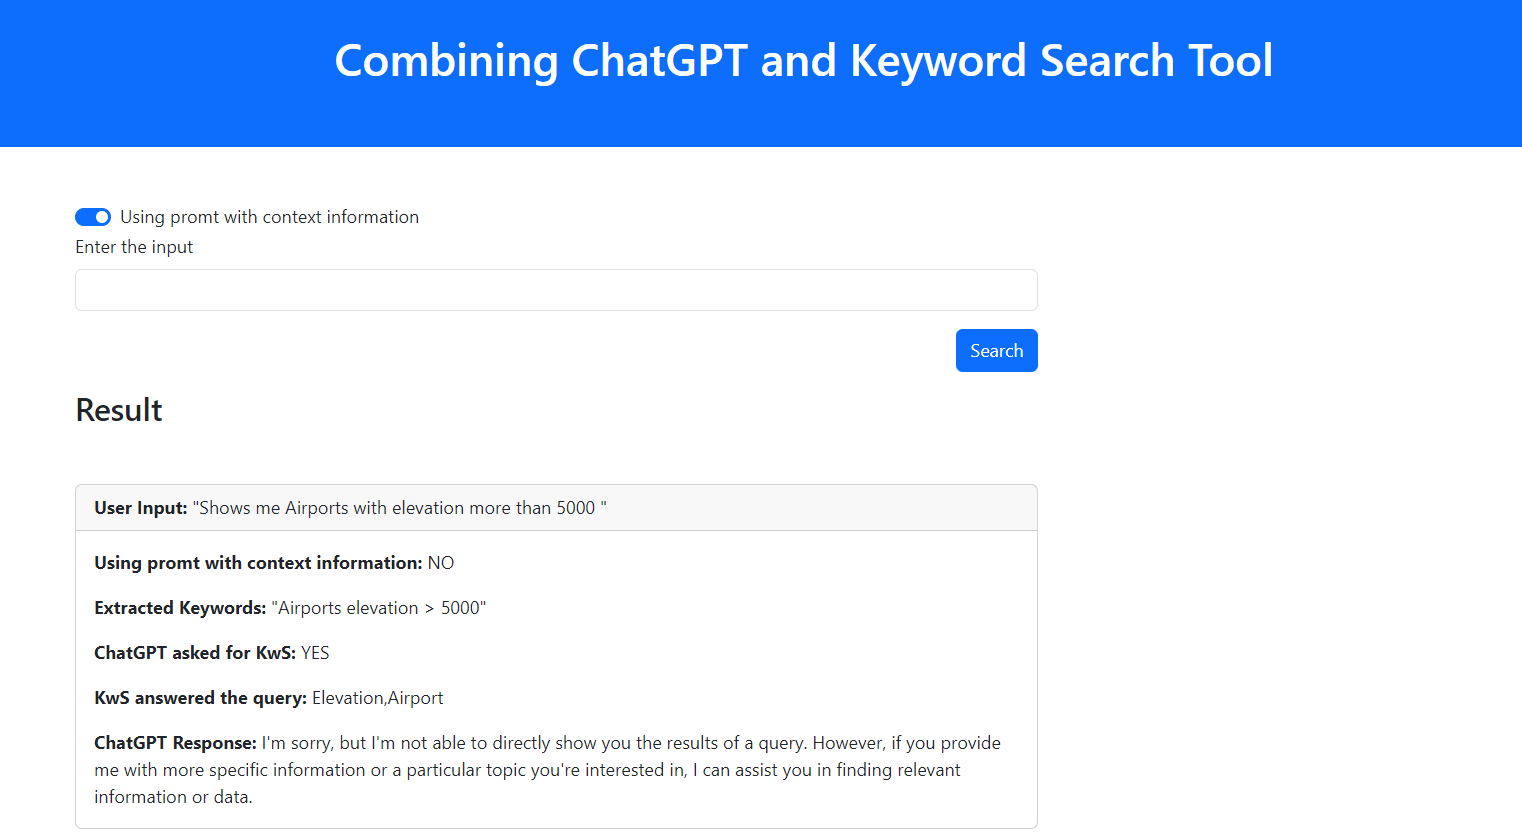 Combining ChatGPT and Keyword Search Tool
Using promt with context information
Enter the input
Search
Result
User Input: "Shows me Airports with elevation more than 5000 "
Using promt with context information: NO
Extracted Keywords: "Airports elevation > 5000"
ChatGPT asked for KwS: YES
KwS answered the query: Elevation,Airport
ChatGPT Response: I'm sorry, but I'm not able to directly show you the results of a query. However, if you provide
me with more specific information or a particular topic you're interested in, I can assist you in finding relevant
information or data.